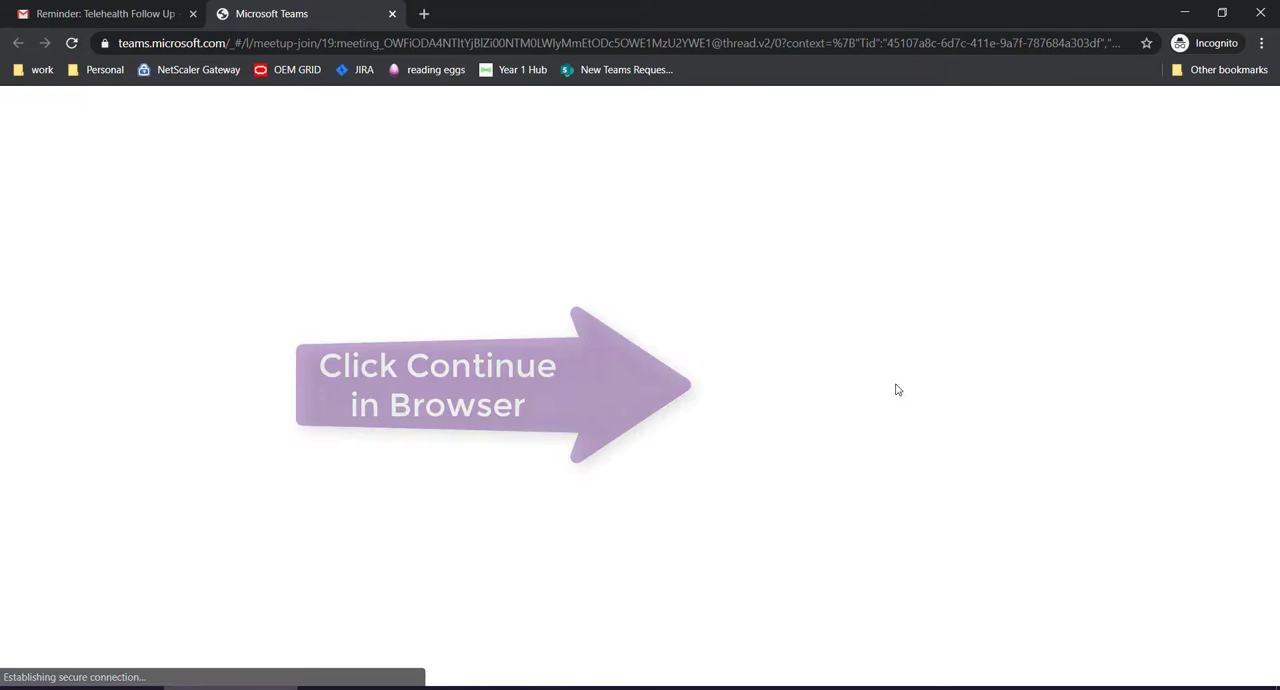 Reminder: Telehealth Follow Up
Microsoft Teams
teams.microsoft.com/_#/l/meetup-join/19:meeting_OWFiODA4NTItYjBlZi00NTM0LWIyMmEtODc5OWE1MzU2YWE1@thread.v2/0?context=%7B"Tid":"45107a8c-6d7c-411e-9a7f-787684a303df","...
Incognito
work
Personal
NetScaler Gateway
OEM GRID
JIRA
reading eggs
Year 1 Hub
New Teams Reques...
Other bookmarks
Click Continue
in Browser
Establishing secure connection...